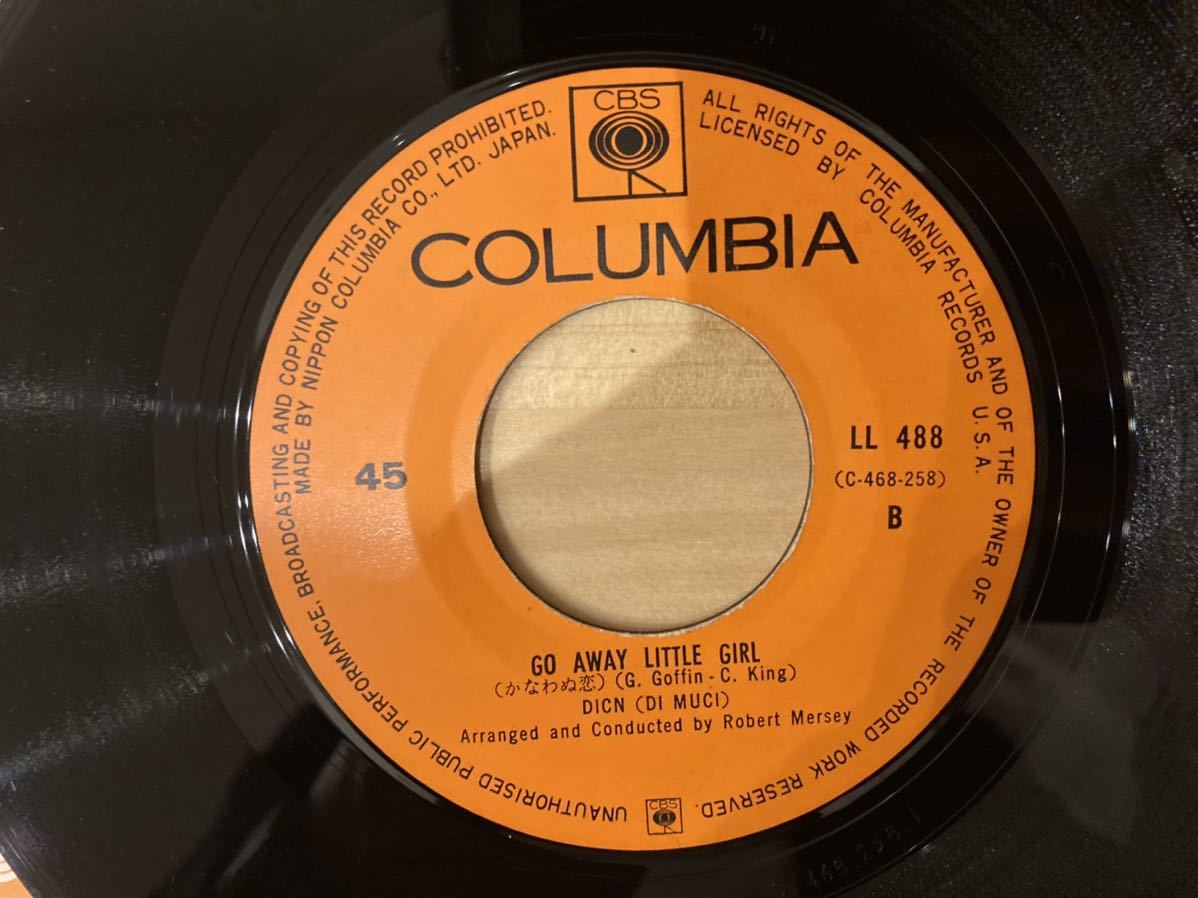 CBS
COLUMBIA
ALL RIGHTS OF THE MANUFACTURER AND OF THE OWNER OF THE RECORDED WORK RESERVED.
LICENSED BY COLUMBIA RECORDS U.S.A.
UNAUTHORISED PUBLIC PERFORMANCE, BROADCASTING AND COPYING OF THIS RECORD PROHIBITED.
MADE BY NIPPON COLUMBIA CO., LTD. JAPAN.
45
LL 488
(C-468-258)
B
GO AWAY LITTLE GIRL
(かなわぬ恋) (G. Goffin - C. King)
DICN (DI MUCI)
Arranged and Conducted by Robert Mersey
CBS